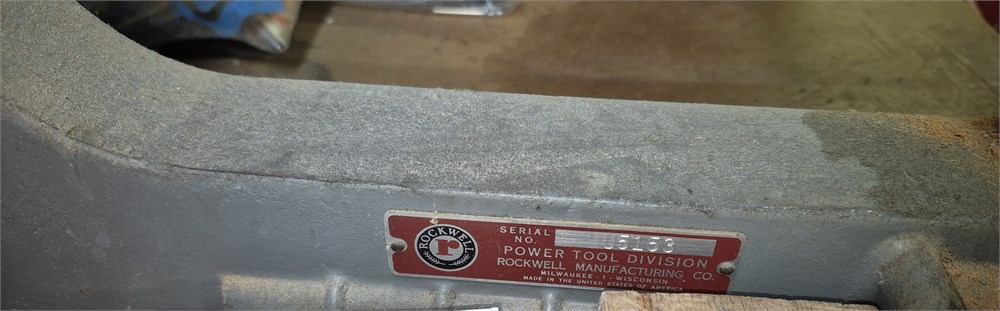 ROCKWELL
r
SERIAL
NO.
POWER TOOL DIVISION
ROCKWELL MANUFACTURING CO.
MILWAUKEE - 1 - WISCONSIN
MADE IN THE UNITED STATES OF AMERICA